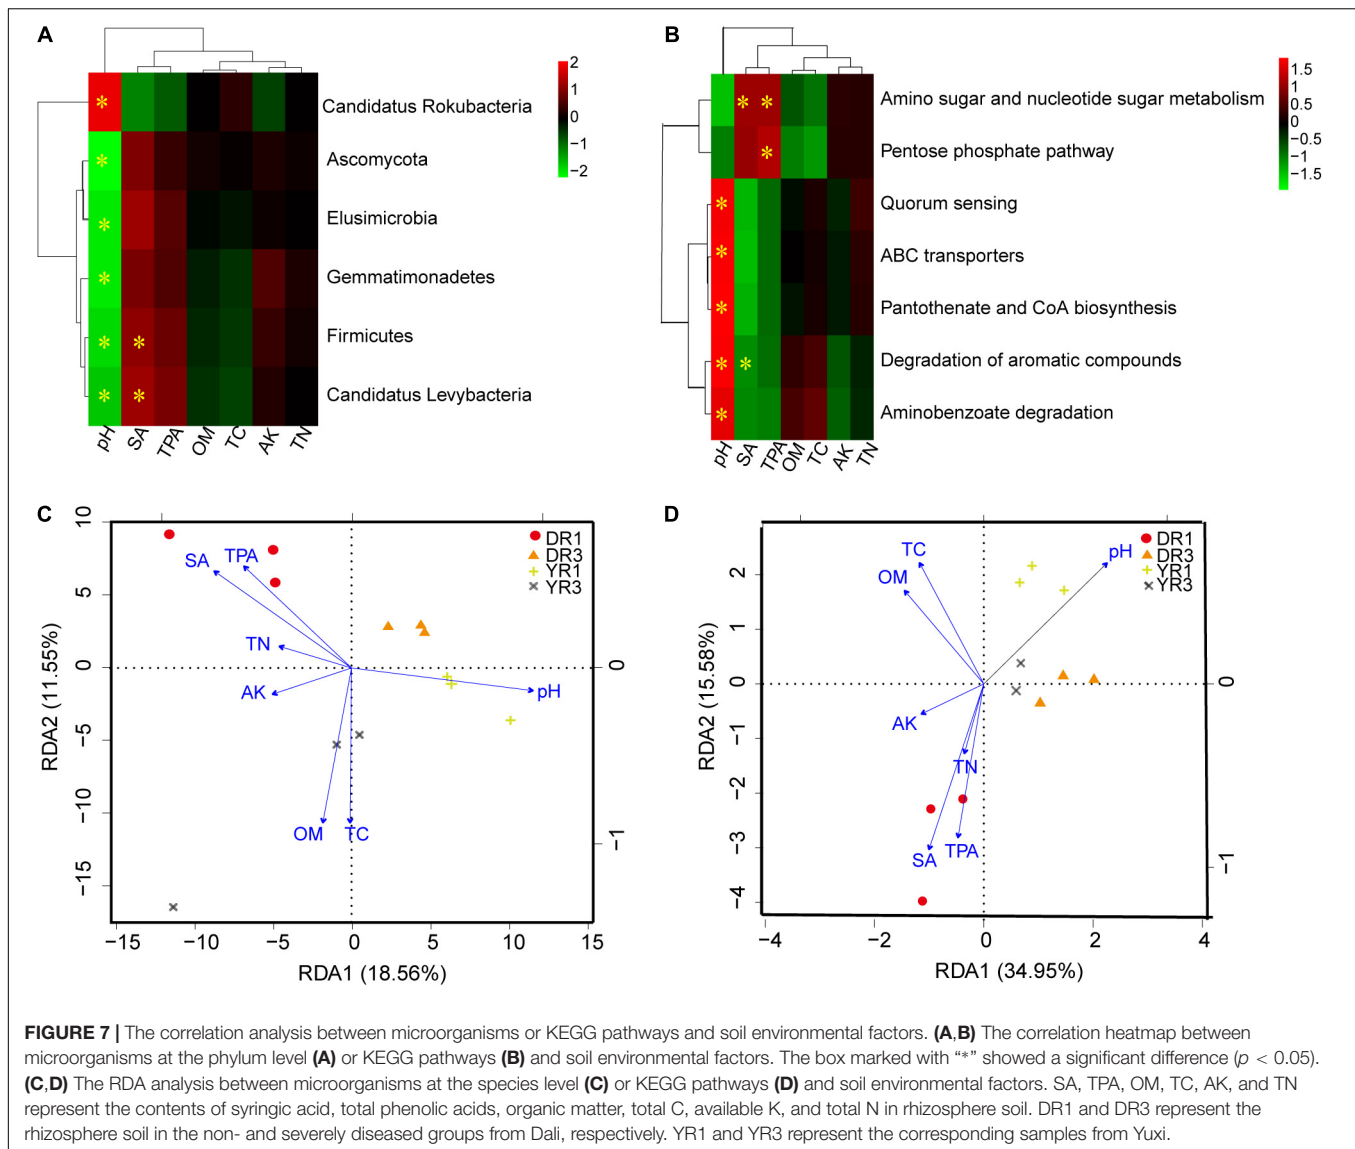 A
2
1
0
−1
−2
Candidatus Rokubacteria
Ascomycota
Elusimicrobia
Gemmatimonadetes
Firmicutes
Candidatus Levybacteria
* * * * * * * *
pH SA TPA OM TC AK TN
B
1.5
1
0.5
0
−0.5
−1
−1.5
Amino sugar and nucleotide sugar metabolism
Pentose phosphate pathway
Quorum sensing
ABC transporters
Pantothenate and CoA biosynthesis
Degradation of aromatic compounds
Aminobenzoate degradation
* * * * * * * * *
pH SA TPA OM TC AK TN
C
DR1
DR3
YR1
YR3
SA
TPA
TN
AK
pH
OM
TC
10
5
0
−5
−10
−15
RDA2 (11.55%)
0
−1
−15 −10 −5 0 5 10 15
RDA1 (18.56%)
D
DR1
DR3
YR1
YR3
TC
OM
pH
AK
TN
SA
TPA
2
1
0
−1
−2
−3
−4
RDA2 (15.58%)
0
−1
−4 −2 0 2 4
RDA1 (34.95%)
FIGURE 7 | The correlation analysis between microorganisms or KEGG pathways and soil environmental factors. (A,B) The correlation heatmap between
microorganisms at the phylum level (A) or KEGG pathways (B) and soil environmental factors. The box marked with “*” showed a significant difference (p < 0.05).
(C,D) The RDA analysis between microorganisms at the species level (C) or KEGG pathways (D) and soil environmental factors. SA, TPA, OM, TC, AK, and TN
represent the contents of syringic acid, total phenolic acids, organic matter, total C, available K, and total N in rhizosphere soil. DR1 and DR3 represent the
rhizosphere soil in the non- and severely diseased groups from Dali, respectively. YR1 and YR3 represent the corresponding samples from Yuxi.